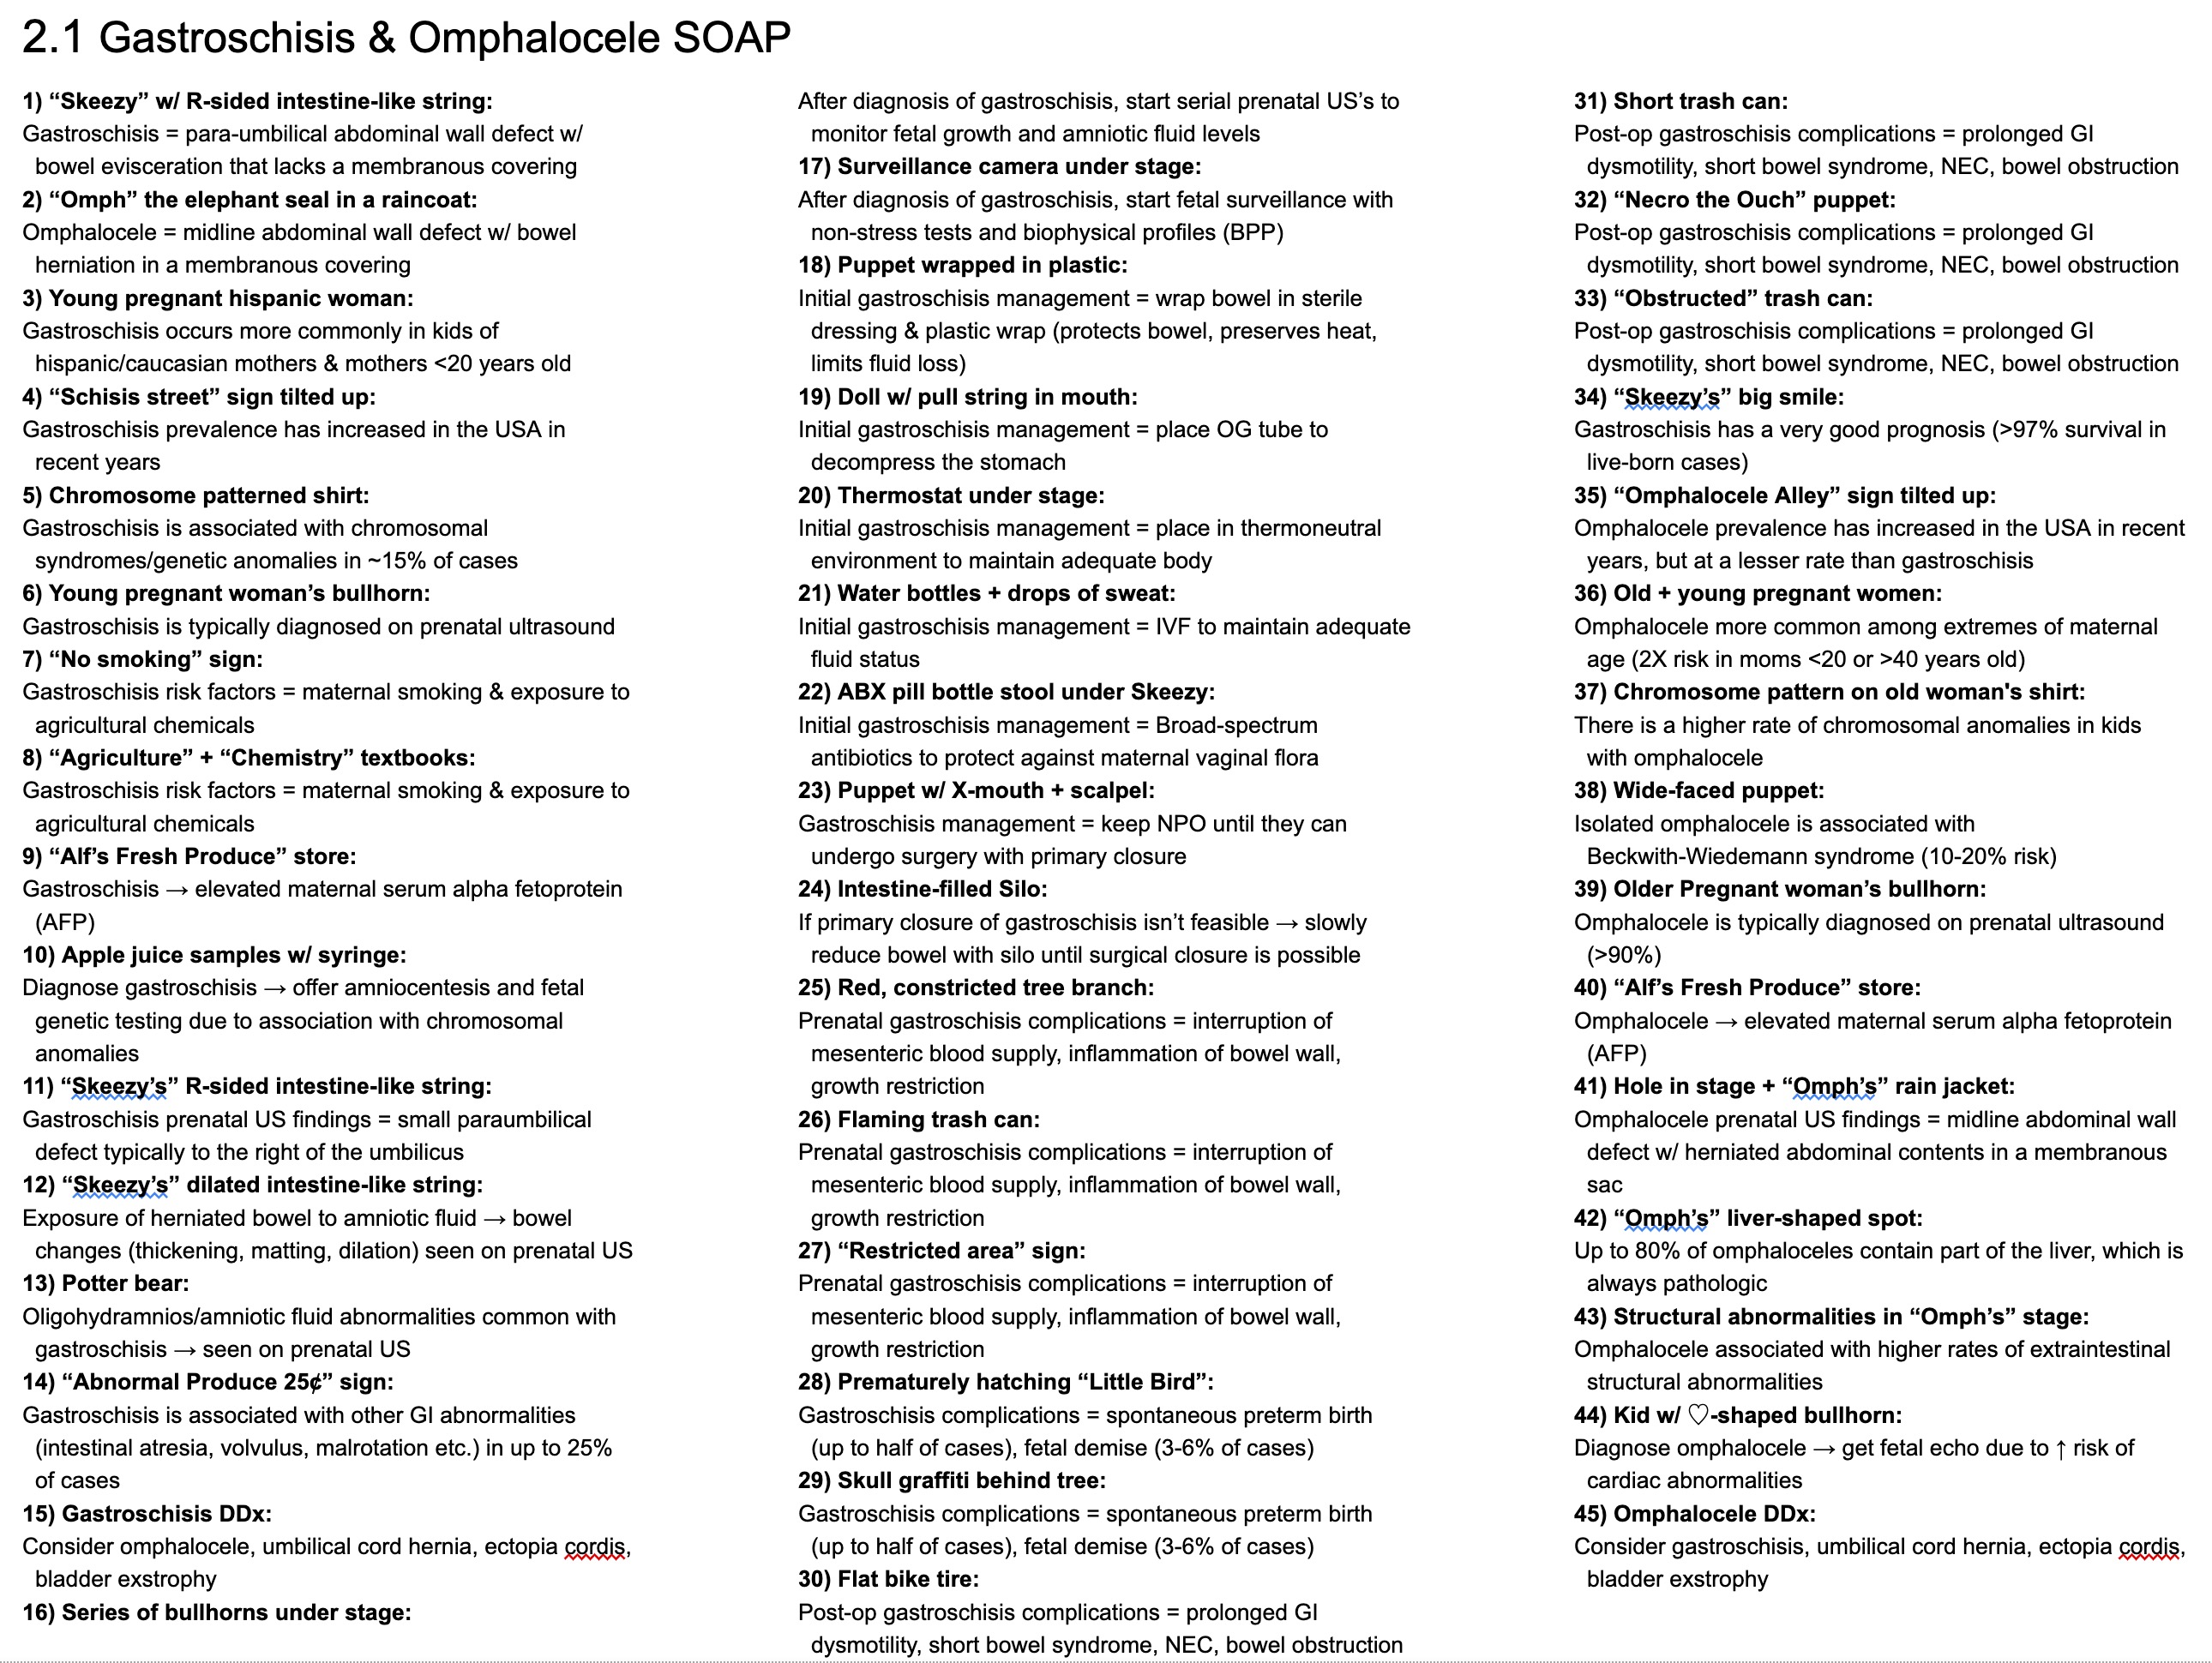 2.1 Gastroschisis & Omphalocele SOAP
1) “Skeezy” w/ R-sided intestine-like string:
Gastroschisis = para-umbilical abdominal wall defect w/
bowel evisceration that lacks a membranous covering
2) “Omph” the elephant seal in a raincoat:
Omphalocele = midline abdominal wall defect w/ bowel
herniation in a membranous covering
3) Young pregnant hispanic woman:
Gastroschisis occurs more commonly in kids of
hispanic/caucasian mothers & mothers <20 years old
4) “Schisis street” sign tilted up:
Gastroschisis prevalence has increased in the USA in
recent years
5) Chromosome patterned shirt:
Gastroschisis is associated with chromosomal
syndromes/genetic anomalies in ~15% of cases
6) Young pregnant woman’s bullhorn:
Gastroschisis is typically diagnosed on prenatal ultrasound
7) “No smoking” sign:
Gastroschisis risk factors = maternal smoking & exposure to
agricultural chemicals
8) “Agriculture” + “Chemistry” textbooks:
Gastroschisis risk factors = maternal smoking & exposure to
agricultural chemicals
9) “Alf’s Fresh Produce” store:
Gastroschisis → elevated maternal serum alpha fetoprotein
(AFP)
10) Apple juice samples w/ syringe:
Diagnose gastroschisis → offer amniocentesis and fetal
genetic testing due to association with chromosomal
anomalies
11) “Skeezy’s” R-sided intestine-like string:
Gastroschisis prenatal US findings = small paraumbilical
defect typically to the right of the umbilicus
12) “Skeezy’s” dilated intestine-like string:
Exposure of herniated bowel to amniotic fluid → bowel
changes (thickening, matting, dilation) seen on prenatal US
13) Potter bear:
Oligohydramnios/amniotic fluid abnormalities common with
gastroschisis → seen on prenatal US
14) “Abnormal Produce 25¢” sign:
Gastroschisis is associated with other GI abnormalities
(intestinal atresia, volvulus, malrotation etc.) in up to 25%
of cases
15) Gastroschisis DDx:
Consider omphalocele, umbilical cord hernia, ectopia cordis,
bladder exstrophy
16) Series of bullhorns under stage:
After diagnosis of gastroschisis, start serial prenatal US’s to
monitor fetal growth and amniotic fluid levels
17) Surveillance camera under stage:
After diagnosis of gastroschisis, start fetal surveillance with
non-stress tests and biophysical profiles (BPP)
18) Puppet wrapped in plastic:
Initial gastroschisis management = wrap bowel in sterile
dressing & plastic wrap (protects bowel, preserves heat,
limits fluid loss)
19) Doll w/ pull string in mouth:
Initial gastroschisis management = place OG tube to
decompress the stomach
20) Thermostat under stage:
Initial gastroschisis management = place in thermoneutral
environment to maintain adequate body
21) Water bottles + drops of sweat:
Initial gastroschisis management = IVF to maintain adequate
fluid status
22) ABX pill bottle stool under Skeezy:
Initial gastroschisis management = Broad-spectrum
antibiotics to protect against maternal vaginal flora
23) Puppet w/ X-mouth + scalpel:
Gastroschisis management = keep NPO until they can
undergo surgery with primary closure
24) Intestine-filled Silo:
If primary closure of gastroschisis isn’t feasible → slowly
reduce bowel with silo until surgical closure is possible
25) Red, constricted tree branch:
Prenatal gastroschisis complications = interruption of
mesenteric blood supply, inflammation of bowel wall,
growth restriction
26) Flaming trash can:
Prenatal gastroschisis complications = interruption of
mesenteric blood supply, inflammation of bowel wall,
growth restriction
27) “Restricted area” sign:
Prenatal gastroschisis complications = interruption of
mesenteric blood supply, inflammation of bowel wall,
growth restriction
28) Prematurely hatching “Little Bird”:
Gastroschisis complications = spontaneous preterm birth
(up to half of cases), fetal demise (3-6% of cases)
29) Skull graffiti behind tree:
Gastroschisis complications = spontaneous preterm birth
(up to half of cases), fetal demise (3-6% of cases)
30) Flat bike tire:
Post-op gastroschisis complications = prolonged GI
dysmotility, short bowel syndrome, NEC, bowel obstruction
31) Short trash can:
Post-op gastroschisis complications = prolonged GI
dysmotility, short bowel syndrome, NEC, bowel obstruction
32) “Necro the Ouch” puppet:
Post-op gastroschisis complications = prolonged GI
dysmotility, short bowel syndrome, NEC, bowel obstruction
33) “Obstructed” trash can:
Post-op gastroschisis complications = prolonged GI
dysmotility, short bowel syndrome, NEC, bowel obstruction
34) “Skeezy’s” big smile:
Gastroschisis has a very good prognosis (>97% survival in
live-born cases)
35) “Omphalocele Alley” sign tilted up:
Omphalocele prevalence has increased in the USA in recent
years, but at a lesser rate than gastroschisis
36) Old + young pregnant women:
Omphalocele more common among extremes of maternal
age (2X risk in moms <20 or >40 years old)
37) Chromosome pattern on old woman's shirt:
There is a higher rate of chromosomal anomalies in kids
with omphalocele
38) Wide-faced puppet:
Isolated omphalocele is associated with
Beckwith-Wiedemann syndrome (10-20% risk)
39) Older Pregnant woman’s bullhorn:
Omphalocele is typically diagnosed on prenatal ultrasound
(>90%)
40) “Alf’s Fresh Produce” store:
Omphalocele → elevated maternal serum alpha fetoprotein
(AFP)
41) Hole in stage + “Omph’s” rain jacket:
Omphalocele prenatal US findings = midline abdominal wall
defect w/ herniated abdominal contents in a membranous
sac
42) “Omph’s” liver-shaped spot:
Up to 80% of omphaloceles contain part of the liver, which is
always pathologic
43) Structural abnormalities in “Omph’s” stage:
Omphalocele associated with higher rates of extraintestinal
structural abnormalities
44) Kid w/ ♡-shaped bullhorn:
Diagnose omphalocele → get fetal echo due to ↑ risk of
cardiac abnormalities
45) Omphalocele DDx:
Consider gastroschisis, umbilical cord hernia, ectopia cordis,
bladder exstrophy